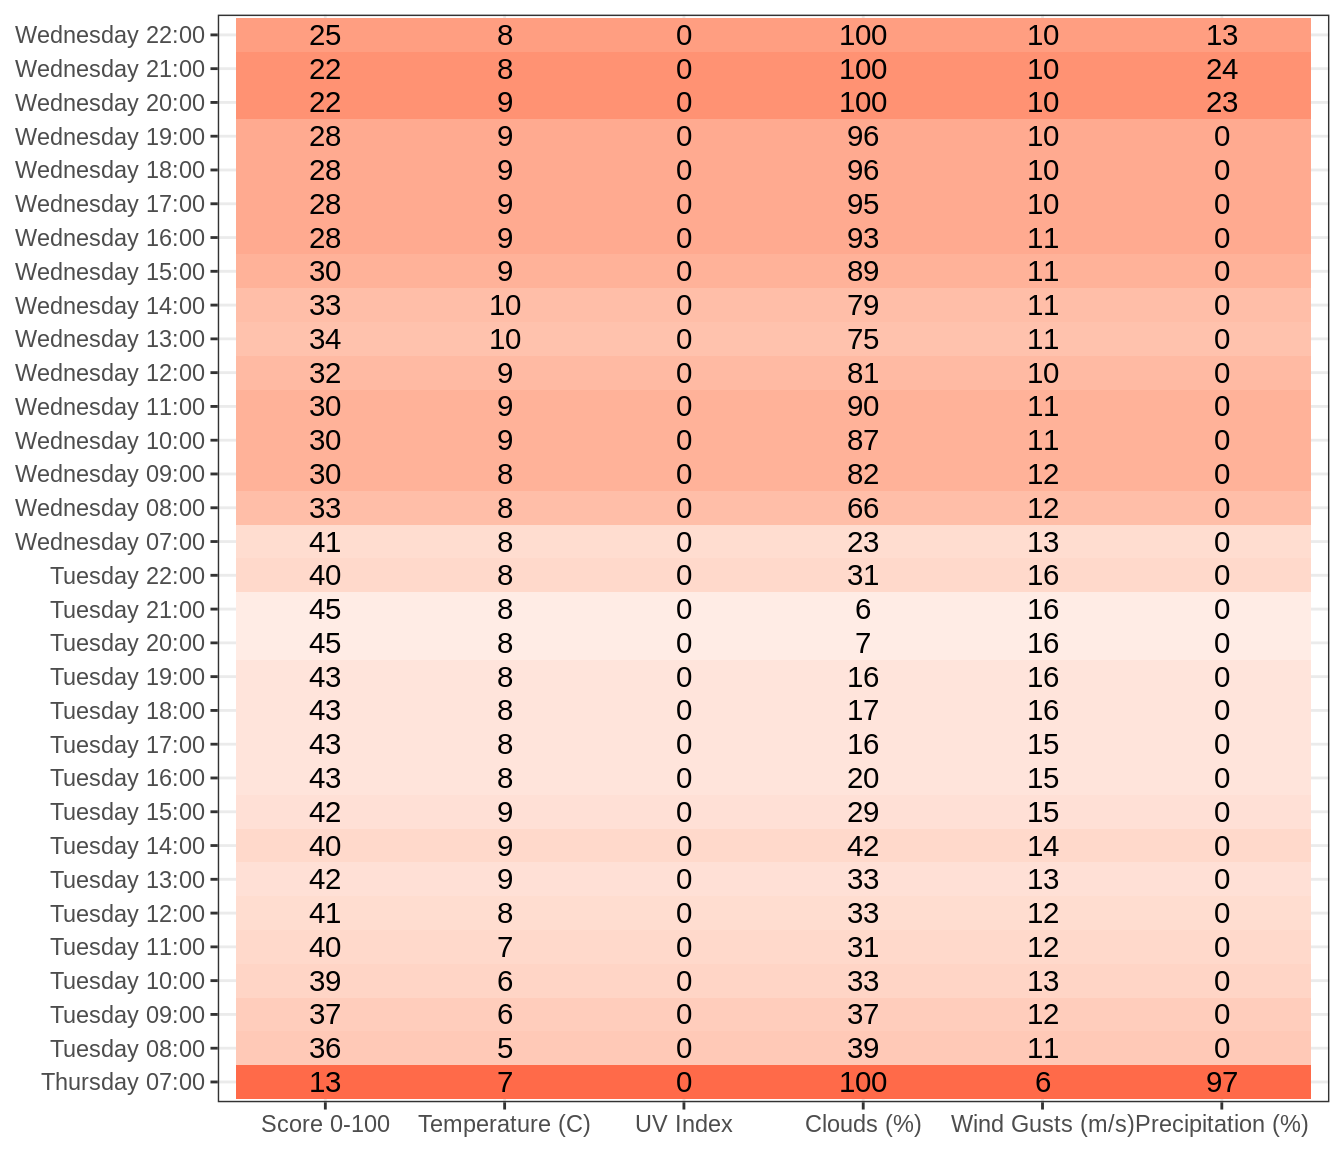 Wednesday 22:00 25 8 0 100 10 13
Wednesday 21:00 22 8 0 100 10 24
Wednesday 20:00 22 9 0 100 10 23
Wednesday 19:00 28 9 0 96 10 0
Wednesday 18:00 28 9 0 96 10 0
Wednesday 17:00 28 9 0 95 10 0
Wednesday 16:00 28 9 0 93 11 0
Wednesday 15:00 30 9 0 89 11 0
Wednesday 14:00 33 10 0 79 11 0
Wednesday 13:00 34 10 0 75 11 0
Wednesday 12:00 32 9 0 81 10 0
Wednesday 11:00 30 9 0 90 11 0
Wednesday 10:00 30 9 0 87 11 0
Wednesday 09:00 30 8 0 82 12 0
Wednesday 08:00 33 8 0 66 12 0
Wednesday 07:00 41 8 0 23 13 0
Tuesday 22:00 40 8 0 31 16 0
Tuesday 21:00 45 8 0 6 16 0
Tuesday 20:00 45 8 0 7 16 0
Tuesday 19:00 43 8 0 16 16 0
Tuesday 18:00 43 8 0 17 16 0
Tuesday 17:00 43 8 0 16 15 0
Tuesday 16:00 43 8 0 20 15 0
Tuesday 15:00 42 9 0 29 15 0
Tuesday 14:00 40 9 0 42 14 0
Tuesday 13:00 42 9 0 33 13 0
Tuesday 12:00 41 8 0 33 12 0
Tuesday 11:00 40 7 0 31 12 0
Tuesday 10:00 39 6 0 33 13 0
Tuesday 09:00 37 6 0 37 12 0
Tuesday 08:00 36 5 0 39 11 0
Thursday 07:00 13 7 0 100 6 97
Score 0-100 Temperature (C) UV Index Clouds (%) Wind Gusts (m/s) Precipitation (%)